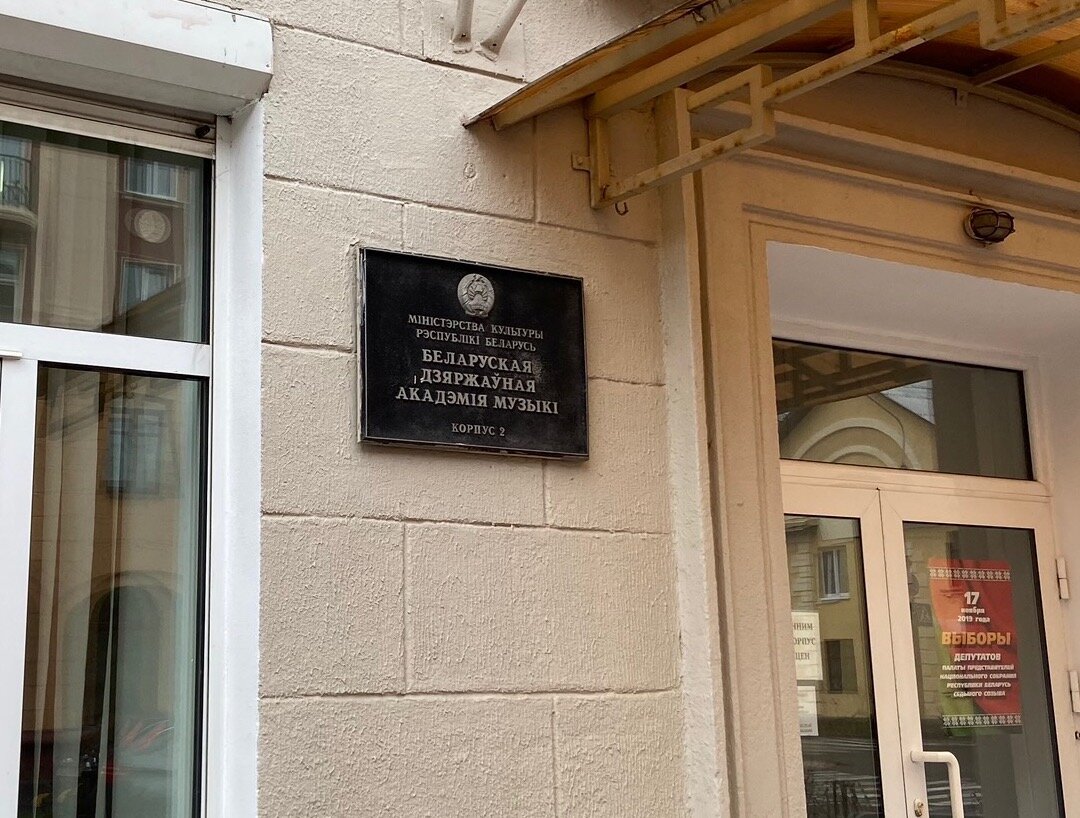 МІНІСТЭРСТВА КУЛЬТУРЫ
РЭСПУБЛІКІ БЕЛАРУСЬ
БЕЛАРУСКАЯ
ДЗЯРЖАЎНАЯ
АКАДЭМІЯ МУЗЫКІ
КОРПУС 2
17
ноября
2019 года
ВЫБОРЫ
ДЕПУТАТОВ
ПАЛАТЫ ПРЕДСТАВИТЕЛЕЙ
НАЦИОНАЛЬНОГО СОБРАНИЯ
РЕСПУБЛИКИ БЕЛАРУСЬ
СЕДЬМОГО СОЗЫВА